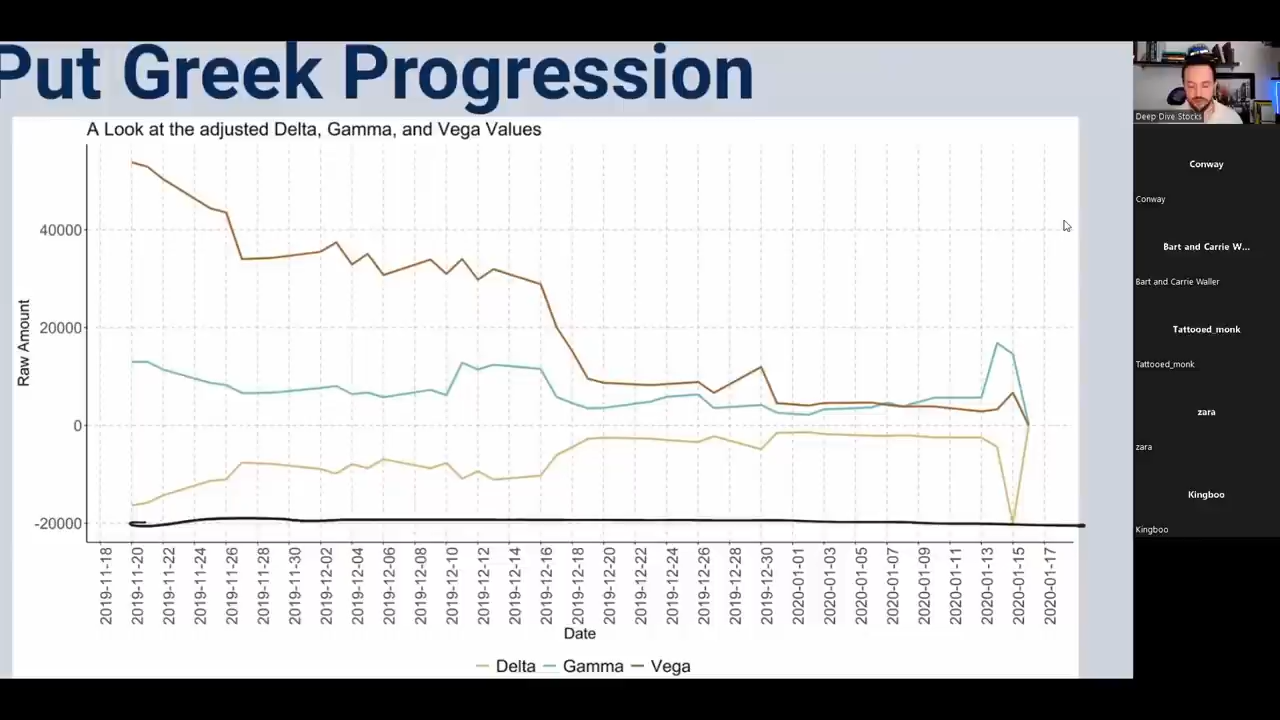 Put Greek Progression
A Look at the adjusted Delta, Gamma, and Vega Values
Raw Amount
40000
20000
0
-20000
2019-11-18
2019-11-20
2019-11-22
2019-11-24
2019-11-26
2019-11-28
2019-11-30
2019-12-02
2019-12-04
2019-12-06
2019-12-08
2019-12-10
2019-12-12
2019-12-14
2019-12-16
2019-12-18
2019-12-20
2019-12-22
2019-12-24
2019-12-26
2019-12-28
2019-12-30
2020-01-01
2020-01-03
2020-01-05
2020-01-07
2020-01-09
2020-01-11
2020-01-13
2020-01-15
2020-01-17
Date
Delta Gamma Vega
Deep Dive Stocks
Conway
Conway
Bart and Carrie W...
Bart and Carrie Waller
Tattooed_monk
Tattooed_monk
zara
zara
Kingboo
Kingboo